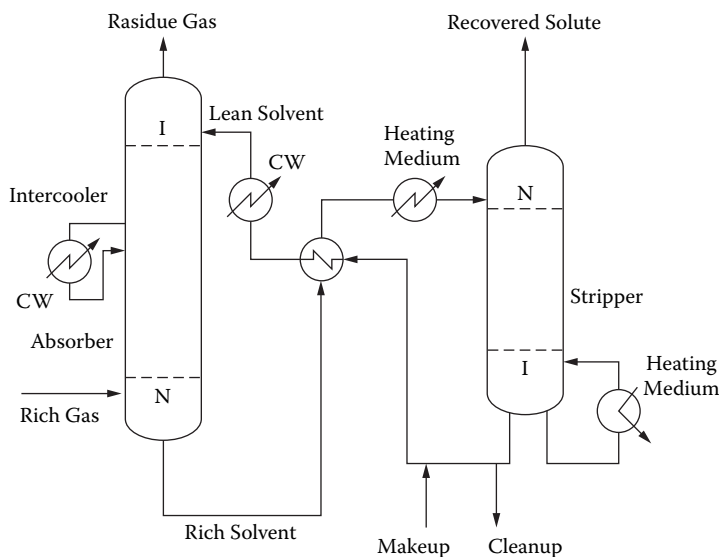 Rasidue Gas
Recovered Solute
Lean Solvent
I
Heating
Medium
CW
N
Intercooler
CW
Stripper
Absorber
I
Heating
Medium
N
Rich Gas
Rich Solvent
Makeup
Cleanup